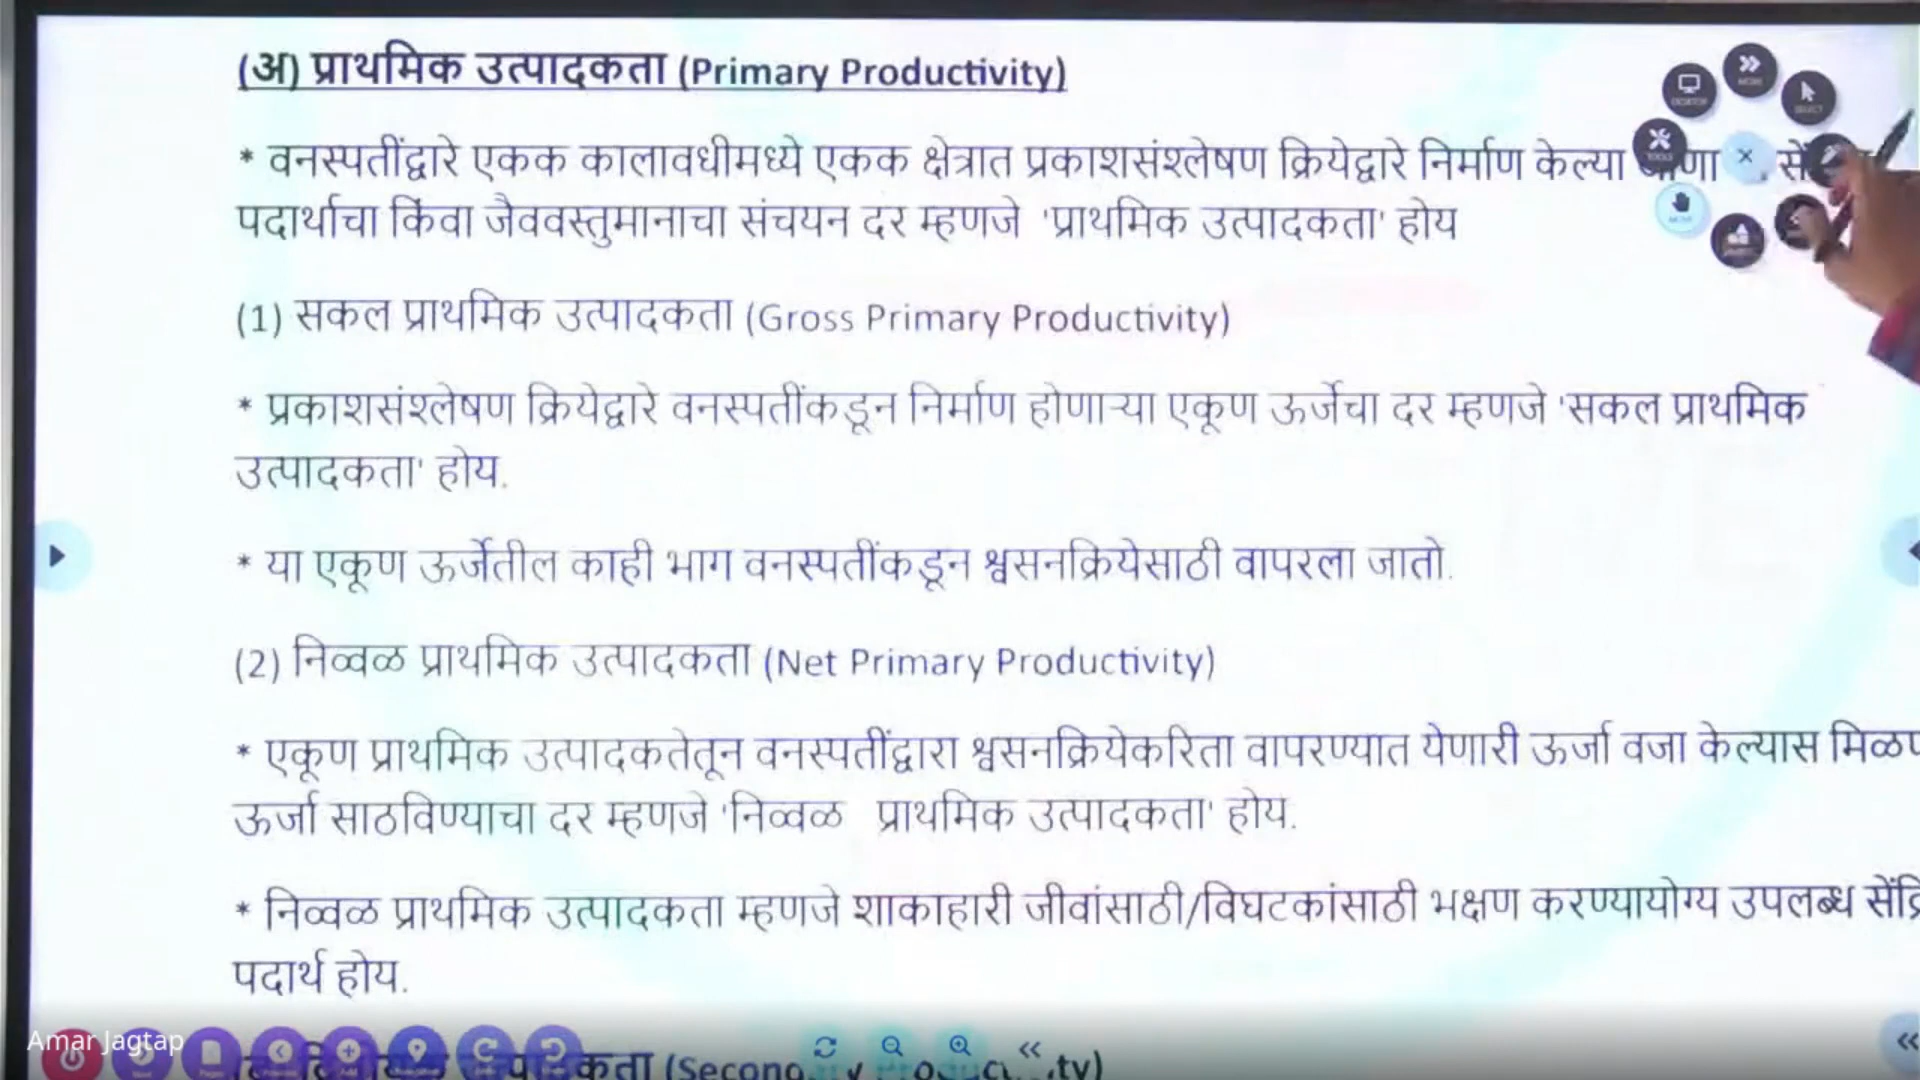 (अ) प्राथमिक उत्पादकता (Primary Productivity)
* वनस्पतींद्वारे एकक कालावधीमध्ये एकक क्षेत्रात प्रकाशसंश्लेषण क्रियेद्वारे निर्माण केल्या
पदार्थाचा किंवा जैववस्तुमानाचा संचयन दर म्हणजे 'प्राथमिक उत्पादकता' होय
(1) सकल प्राथमिक उत्पादकता (Gross Primary Productivity)
* प्रकाशसंश्लेषण क्रियेद्वारे वनस्पतींकडून निर्माण होणाऱ्या एकूण ऊर्जेचा दर म्हणजे 'सकल प्राथमिक
उत्पादकता' होय.
* या एकूण ऊर्जेतील काही भाग वनस्पतींकडून श्वसनक्रियेसाठी वापरला जातो.
(2) निव्वळ प्राथमिक उत्पादकता (Net Primary Productivity)
* एकूण प्राथमिक उत्पादकतेतून वनस्पतींद्वारा श्वसनक्रियेकरिता वापरण्यात येणारी ऊर्जा वजा केल्यास
ऊर्जा साठविण्याचा दर म्हणजे 'निव्वळ प्राथमिक उत्पादकता' होय.
* निव्वळ प्राथमिक उत्पादकता म्हणजे शाकाहारी जीवांसाठी/विघटकांसाठी भक्षण करण्यायोग्य उपलब्ध
पदार्थ होय.
Amar Jagtap